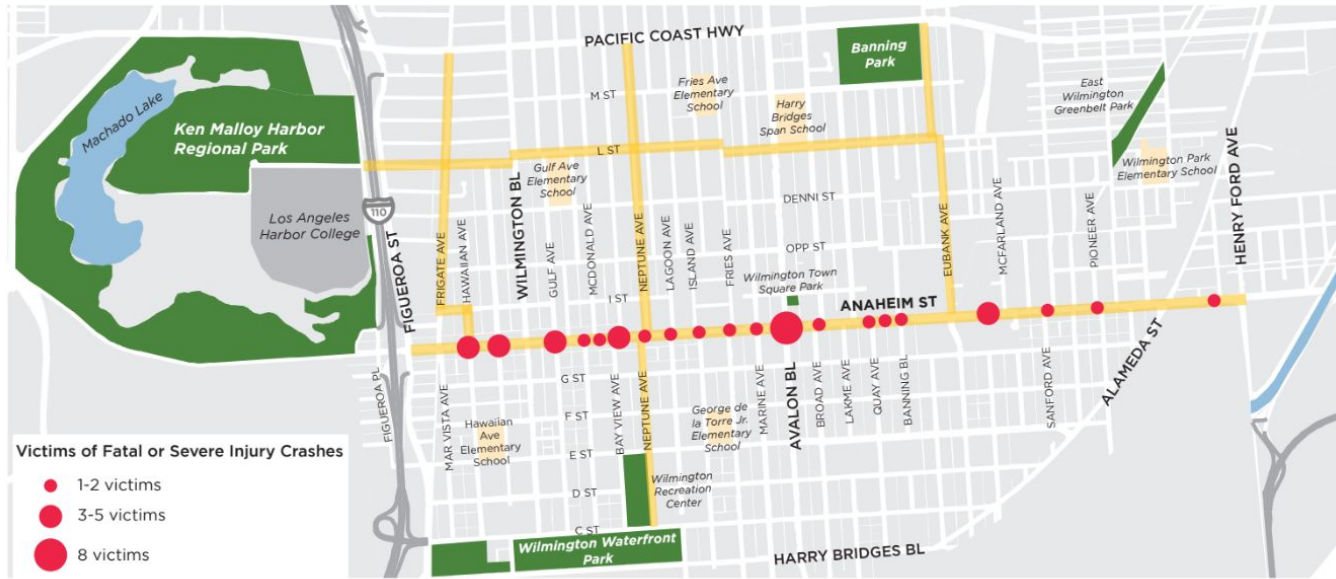 PACIFIC COAST HWY
Banning
Park
M ST
Fries Ave
Elementary
School
Harry
Bridges
Span School
East
Wilmington
Greenbelt Park
Machado Lake
Ken Malloy Harbor
Regional Park
L ST
Gulf Ave
Elementary
School
Wilmington Park
Elementary School
HENRY FORD AVE
110
Los Angeles
Harbor College
DENNI ST
OPP ST
FIGUEROA ST
FRIGATE AVE
HAWAIIAN AVE
WILMINGTON BL
GULF AVE
MCDONALD AVE
NEPTUNE AVE
LAGOON AVE
ISLAND AVE
FRIES AVE
EUBANK AVE
MCFARLAND AVE
PIONEER AVE
I ST
Wilmington Town
Square Park
ANAHEIM ST
FIGUEROA PL
MAR VISTA AVE
G ST
F ST
E ST
D ST
C ST
Hawaiian
Ave
Elementary
School
BAY VIEW AVE
NEPTUNE AVE
George de
la Torre Jr.
Elementary
School
MARINE AVE
AVALON BL
BROAD AVE
LAKME AVE
QUAY AVE
BANNING BL
SANFORD AVE
ALAMEDA ST
Wilmington
Recreation
Center
Wilmington Waterfront
Park
HARRY BRIDGES BL
Victims of Fatal or Severe Injury Crashes
1-2 victims
3-5 victims
8 victims